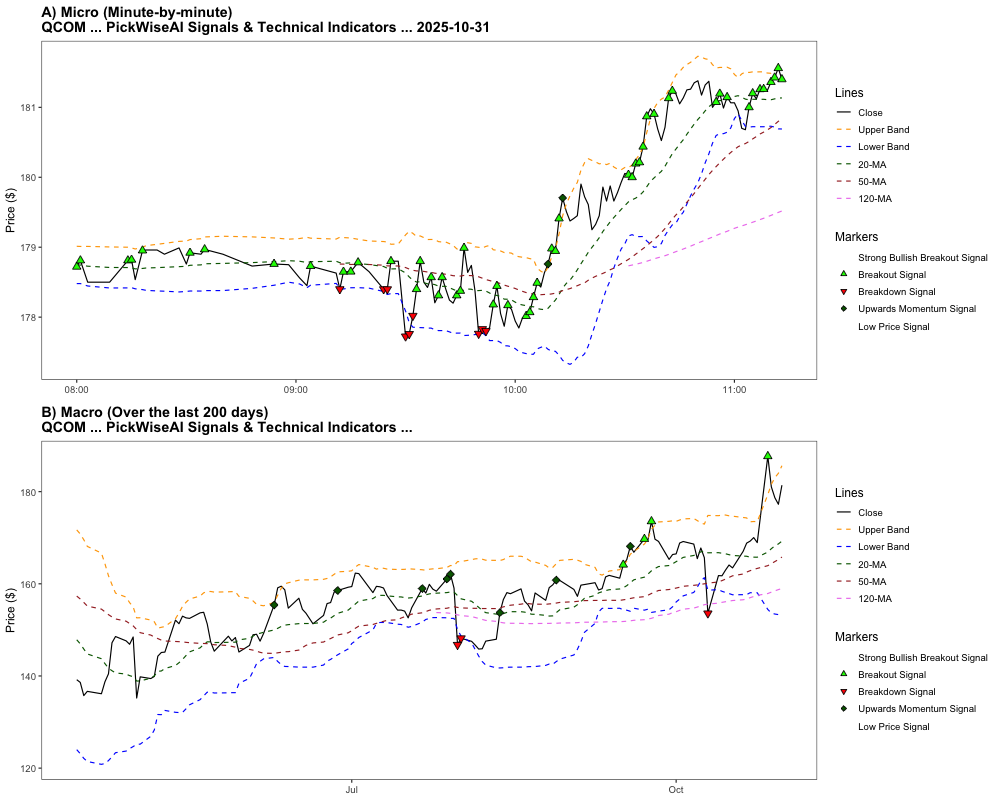 A) Micro (Minute-by-minute)
QCOM ... PickWiseAI Signals & Technical Indicators ... 2025-10-31
Price ($)
181
180
179
178
08:00
09:00
10:00
11:00
Lines
Close
Upper Band
Lower Band
20-MA
50-MA
120-MA
Markers
Strong Bullish Breakout Signal
Breakout Signal
Breakdown Signal
Upwards Momentum Signal
Low Price Signal
B) Macro (Over the last 200 days)
QCOM ... PickWiseAI Signals & Technical Indicators ...
Price ($)
180
160
140
120
Jul
Oct
Lines
Close
Upper Band
Lower Band
20-MA
50-MA
120-MA
Markers
Strong Bullish Breakout Signal
Breakout Signal
Breakdown Signal
Upwards Momentum Signal
Low Price Signal